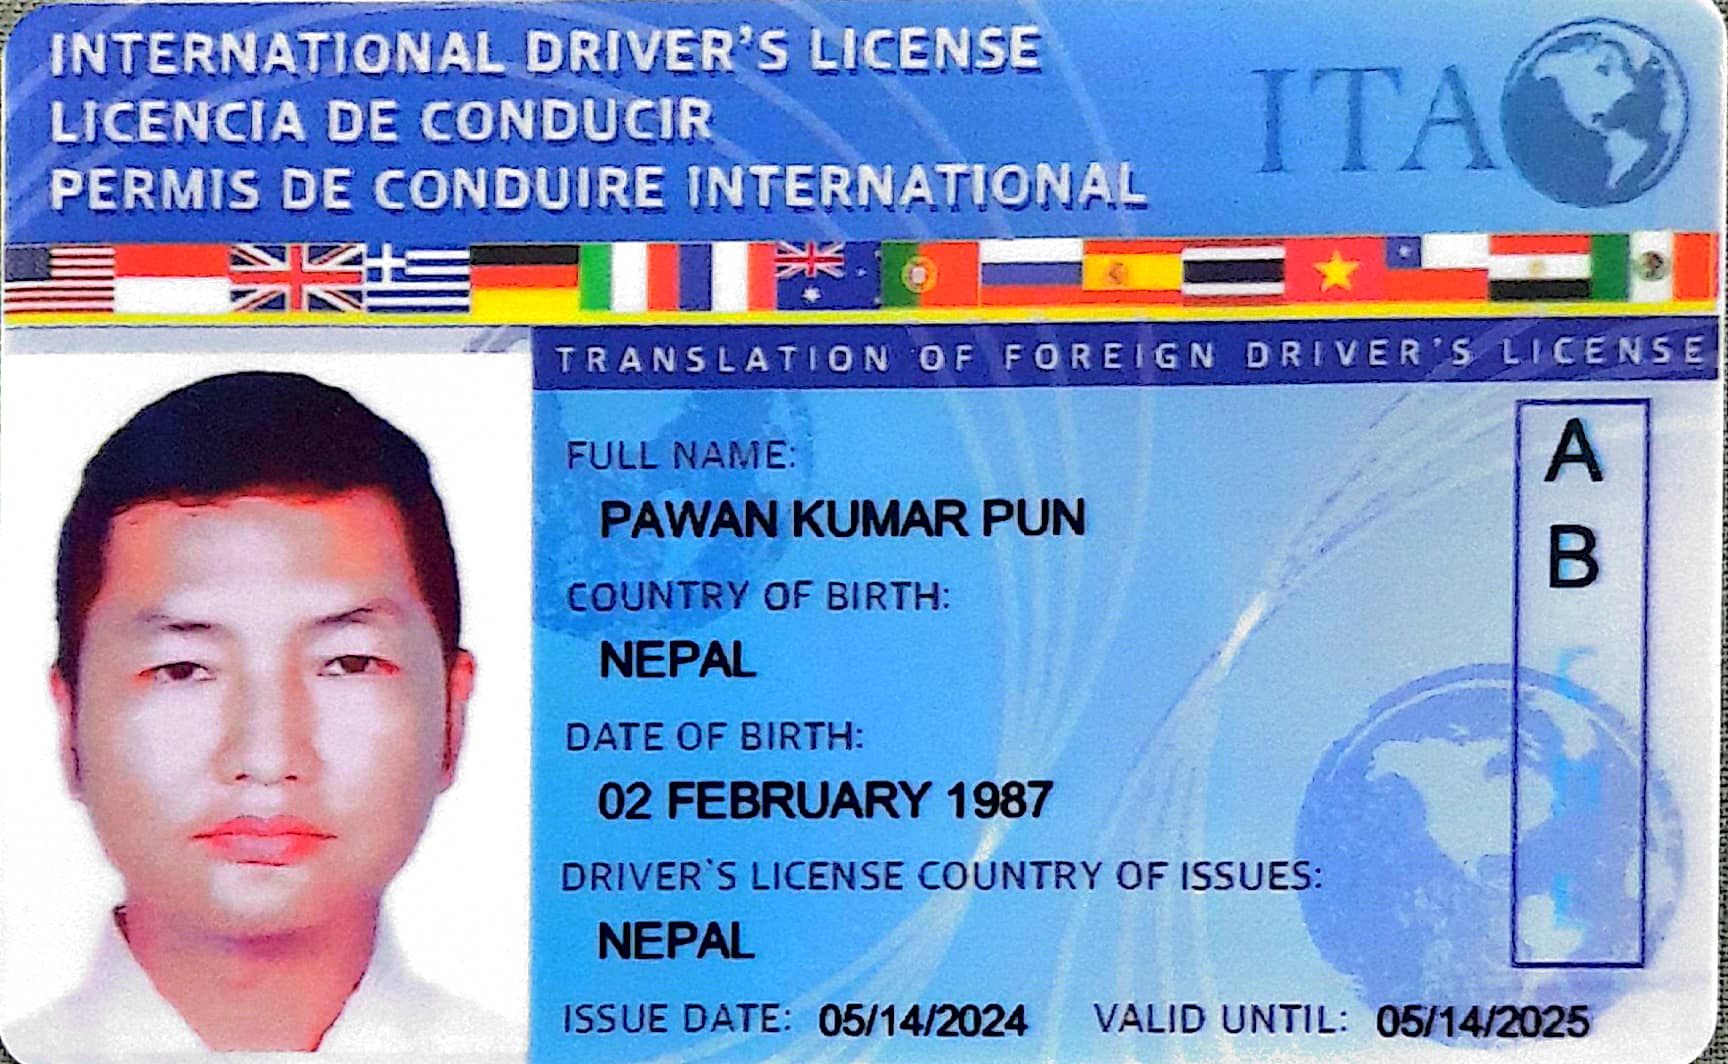 INTERNATIONAL DRIVER'S LICENSE
LICENCIA DE CONDUCIR
PERMIS DE CONDUIRE INTERNATIONAL
ITA
TRANSLATION OF FOREIGN DRIVER'S LICENSE
FULL NAME:
PAWAN KUMAR PUN
COUNTRY OF BIRTH:
NEPAL
DATE OF BIRTH:
02 FEBRUARY 1987
DRIVER'S LICENSE COUNTRY OF ISSUES:
NEPAL
ISSUE DATE: 05/14/2024 VALID UNTIL: 05/14/2025
A
B